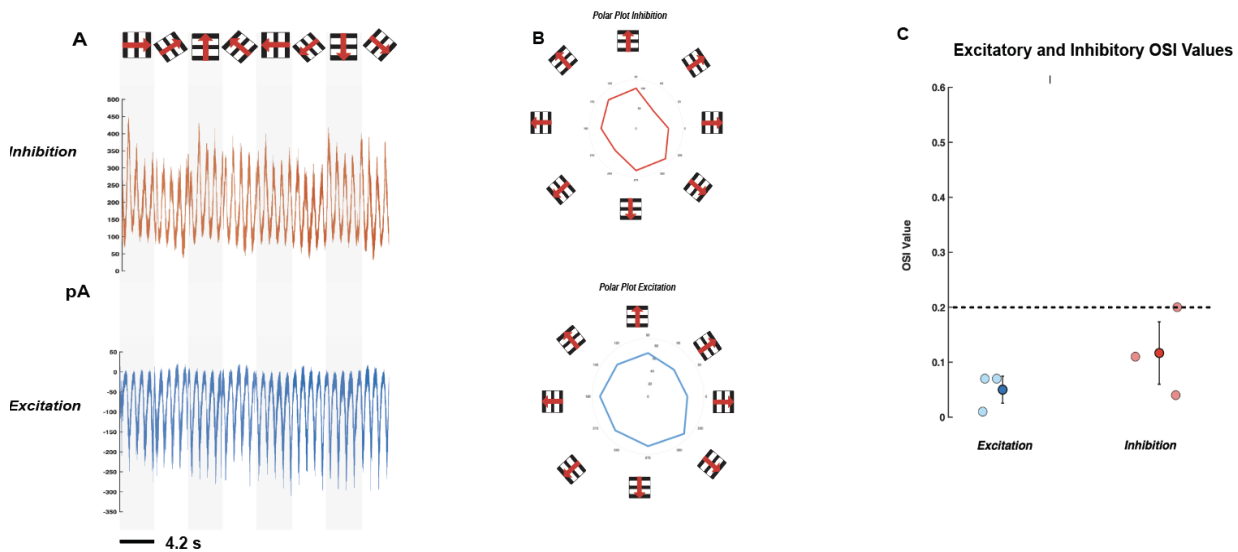 A
Inhibition
500
450
400
350
300
250
200
150
100
50
0
pA
Excitation
50
0
-50
-100
-150
-200
-250
-300
-350
4.2 s
B
Polar Plot Inhibition
Polar Plot Excitation
C
Excitatory and Inhibitory OSI Values
OSI Value
0.6
0.5
0.4
0.3
0.2
0.1
0
Excitation
Inhibition